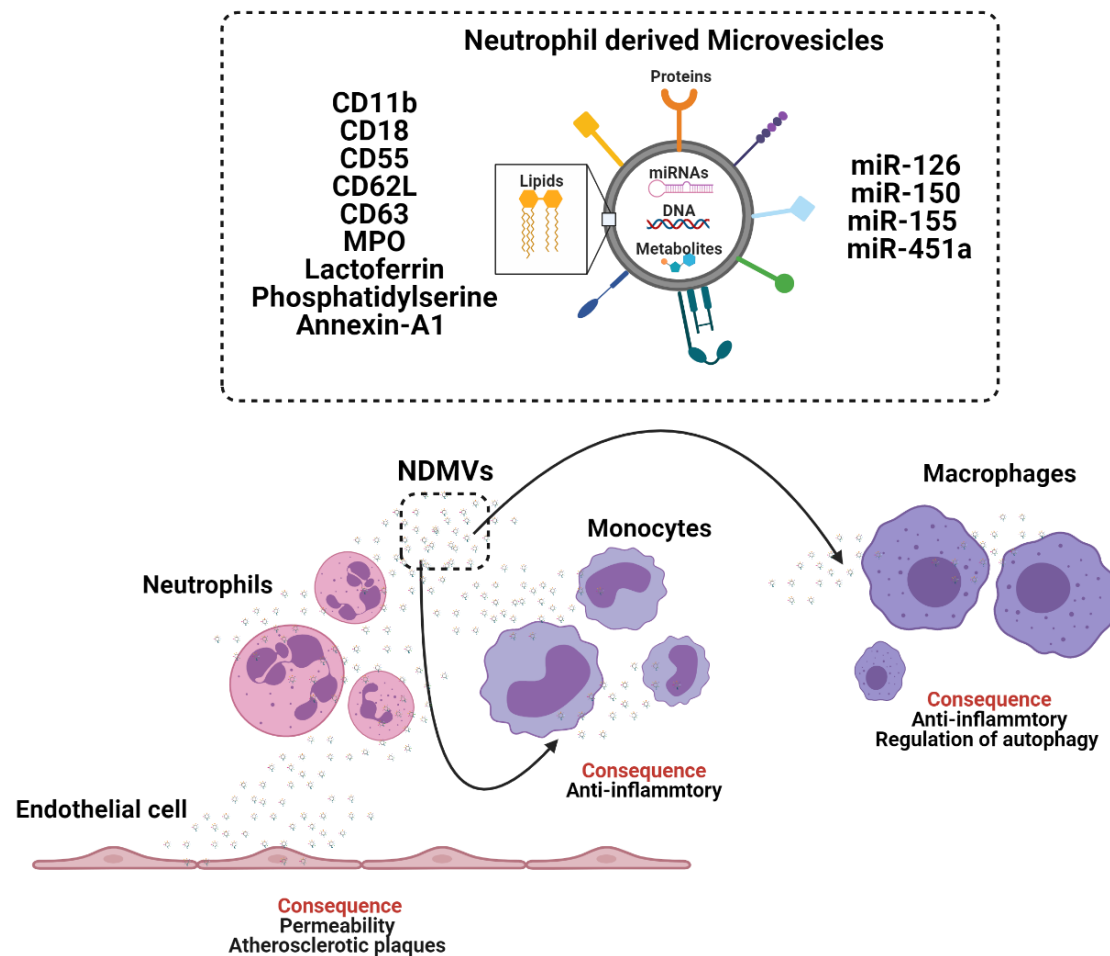 Neutrophil derived Microvesicles
CD11b
CD18
CD55
CD62L
CD63
MPO
Lactoferrin
Phosphatidylserine
Annexin-A1
Proteins
Lipids
miRNAs
DNA
Metabolites
miR-126
miR-150
miR-155
miR-451a
NDMVs
Neutrophils
Monocytes
Macrophages
Consequence
Anti-inflammtory
Regulation of autophagy
Consequence
Anti-inflammtory
Endothelial cell
Consequence
Permeability
Atherosclerotic plaques